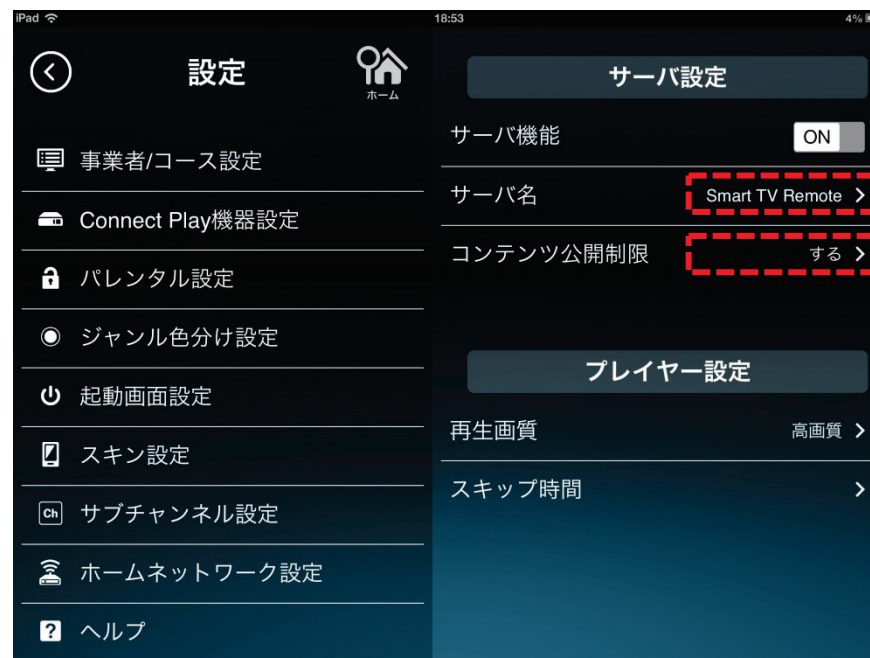 iPad
18:53
4%
設定
ホーム
事業者/コース設定
Connect Play機器設定
パレンタル設定
ジャンル色分け設定
起動画面設定
スキン設定
Ch サブチャンネル設定
ホームネットワーク設定
? ヘルプ
サーバ設定
サーバ機能 ON
サーバ名 Smart TV Remote
コンテンツ公開制限 する
プレイヤー設定
再生画質 高画質
スキップ時間